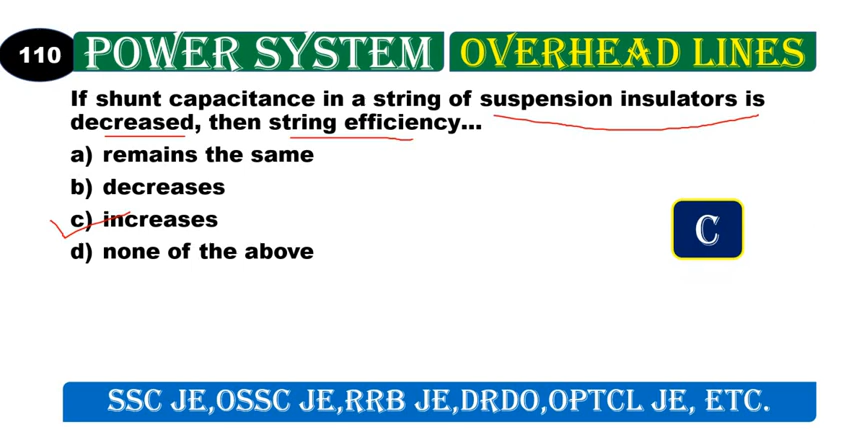 110
POWER SYSTEM
OVERHEAD LINES
If shunt capacitance in a string of suspension insulators is
decreased, then string efficiency...
a) remains the same
b) decreases
c) increases
d) none of the above
C
SSC JE,OSSC JE,RRB JE,DRDO,OPTCL JE, ETC.